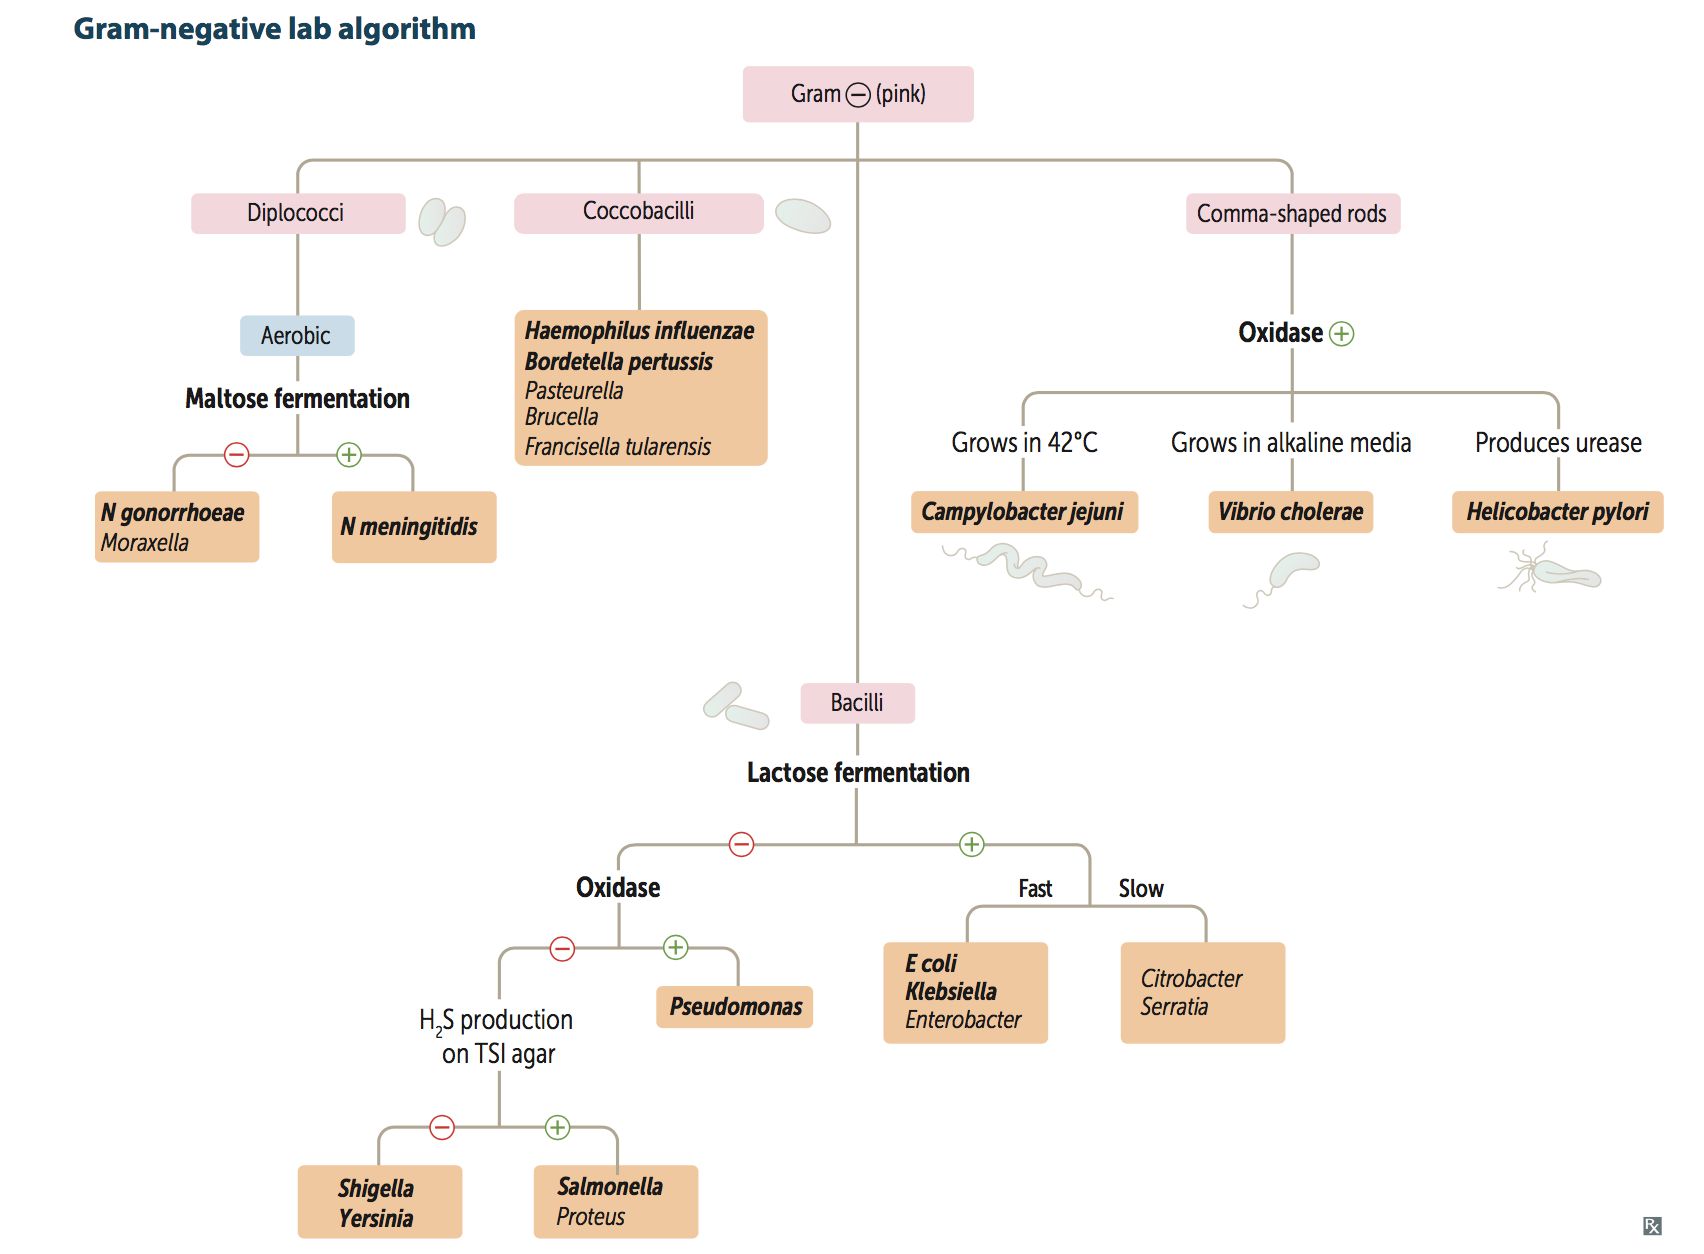 Gram-negative lab algorithm
Gram ⊖ (pink)
Diplococci
Coccobacilli
Comma-shaped rods
Aerobic
Maltose fermentation
−
+
N gonorrhoeae
Moraxella
N meningitidis
Haemophilus influenzae
Bordetella pertussis
Pasteurella
Brucella
Francisella tularensis
Oxidase ⊕
Grows in 42°C
Grows in alkaline media
Produces urease
Campylobacter jejuni
Vibrio cholerae
Helicobacter pylori
Bacilli
Lactose fermentation
−
+
Oxidase
Fast
Slow
−
+
Pseudomonas
E coli
Klebsiella
Enterobacter
Citrobacter
Serratia
H₂S production
on TSI agar
−
+
Shigella
Yersinia
Salmonella
Proteus
Rx